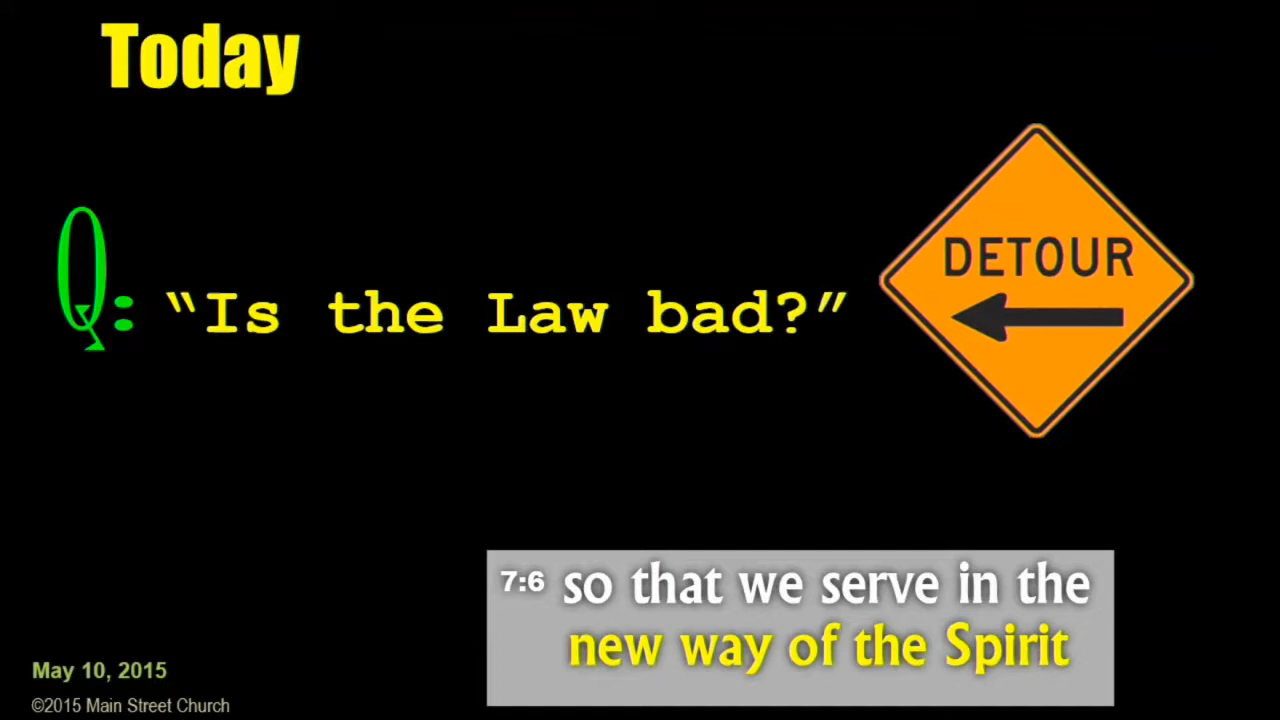 Today
Q: “Is the Law bad?”
DETOUR
7:6 so that we serve in the
new way of the Spirit
May 10, 2015
©2015 Main Street Church